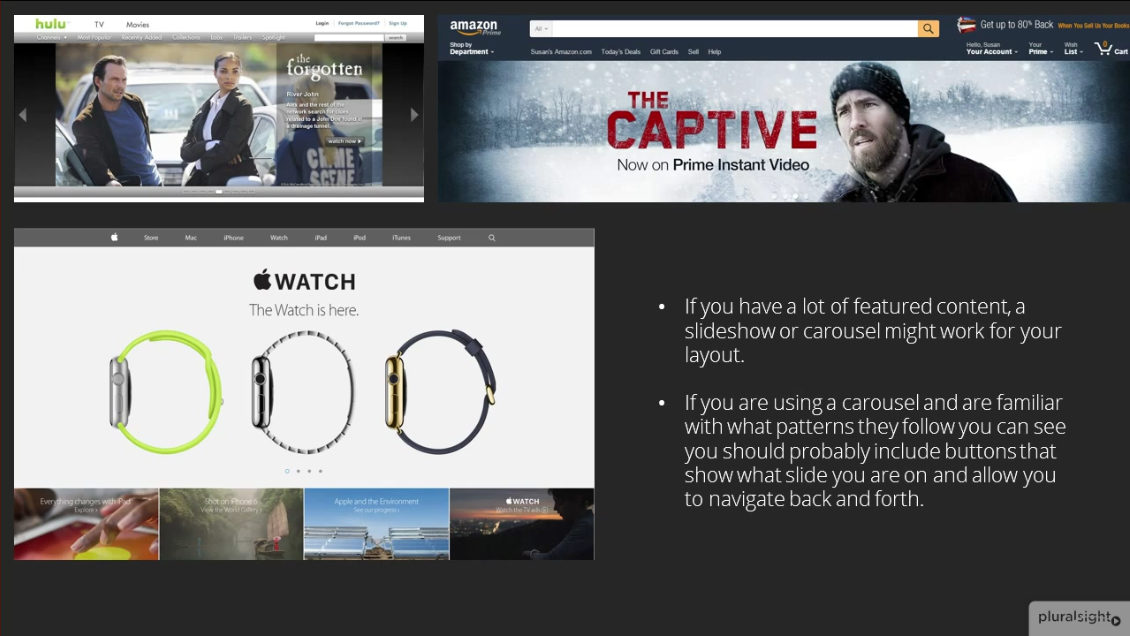 hulu
TV Movies
Login Forgot Password? Sign Up
Channels Most Popular Recently Added Collections Labs Trailers Spotlight
search
the
forgotten
River John
Alex and the rest of the
network search for clues
related to a John Doe found in
a drainage tunnel.
watch now
CRIME
SCENE
amazon
Prime
All
Get up to 80% Back When You Sell Us Your Books
Shop by
Department
Susan's Amazon.com Today's Deals Gift Cards Sell Help
Hello, Susan
Your Account
Your
Prime
Wish
List
0
Cart
THE
CAPTIVE
Now on Prime Instant Video
Store Mac iPhone Watch iPad iPod iTunes Support
WATCH
The Watch is here.
Everything changes with iPad
Explore
Shot on iPhone 6
View the World Gallery
Apple and the Environment
See our progress
WATCH
Watch the TV ads
• If you have a lot of featured content, a
slideshow or carousel might work for your
layout.
• If you are using a carousel and are familiar
with what patterns they follow you can see
you should probably include buttons that
show what slide you are on and allow you
to navigate back and forth.
pluralsight